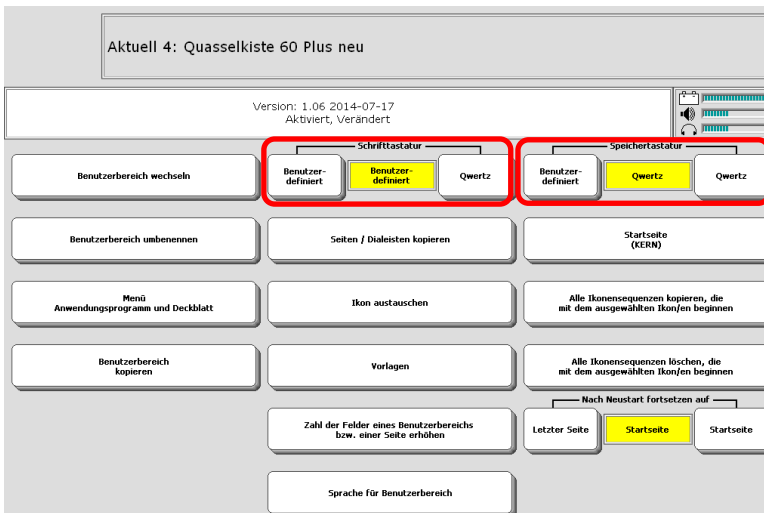 Aktuell 4: Quasselkiste 60 Plus neu
Version: 1.06 2014-07-17
Aktiviert, Verändert
Schrifttastatur
Speichertastatur
Benutzerbereich wechseln
Benutzer-
definiert
Benutzer-
definiert
Qwertz
Benutzer-
definiert
Qwertz
Qwertz
Benutzerbereich umbenennen
Seiten / Dialeisten kopieren
Startseite
(KERN)
Menü
Anwendungsprogramm und Deckblatt
Ikon austauschen
Alle Ikonensequenzen kopieren, die
mit dem ausgewählten Ikon/en beginnen
Benutzerbereich
kopieren
Vorlagen
Alle Ikonensequenzen löschen, die
mit dem ausgewählten Ikon/en beginnen
Nach Neustart fortsetzen auf
Zahl der Felder eines Benutzerbereichs
bzw. einer Seite erhöhen
Letzter Seite
Startseite
Startseite
Sprache für Benutzerbereich